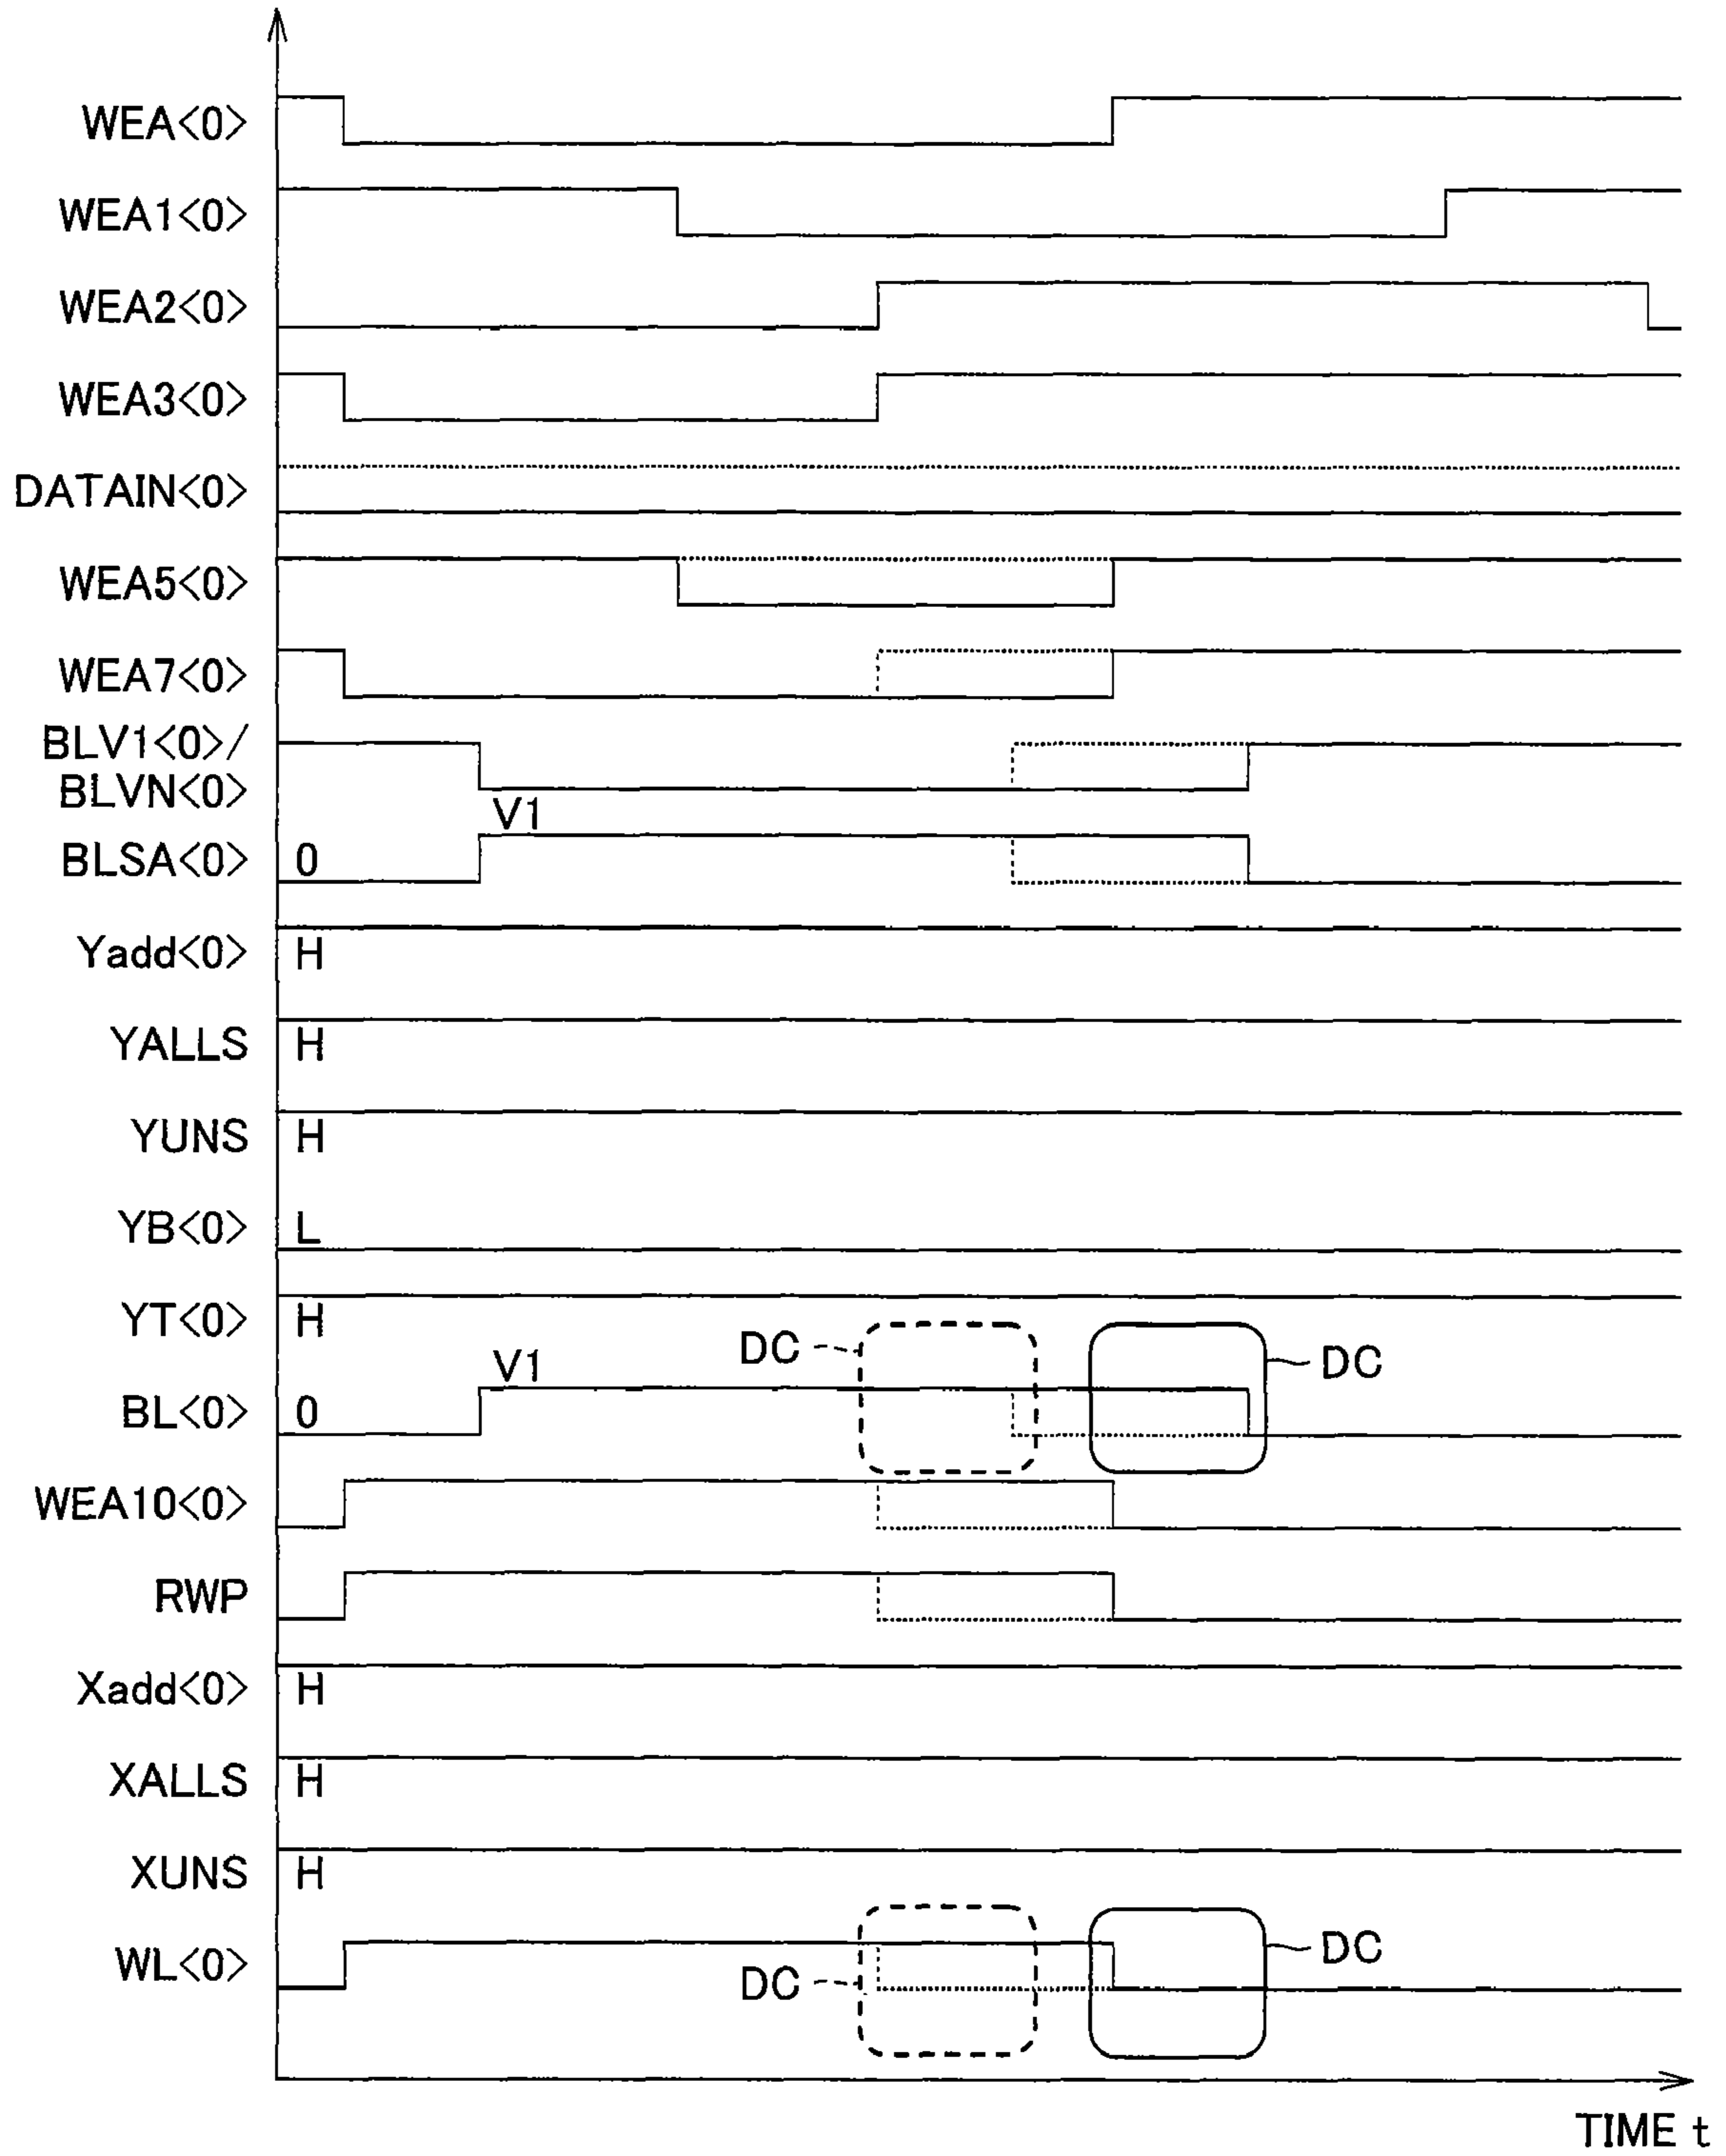 WEA<0>
WEA1<0>
WEA2<0>
WEA3<0>
DATAIN<0>
WEA5<0>
WEA7<0>
BLV1<0>/
BLVN<0>
V1
BLSA<0> 0
Yadd<0> H
YALLS H
YUNS H
YB<0> L
YT<0> H
DC DC
V1
BL<0> 0
WEA10<0>
RWP
Xadd<0> H
XALLS H
XUNS H
WL<0> DC
DC
TIME t